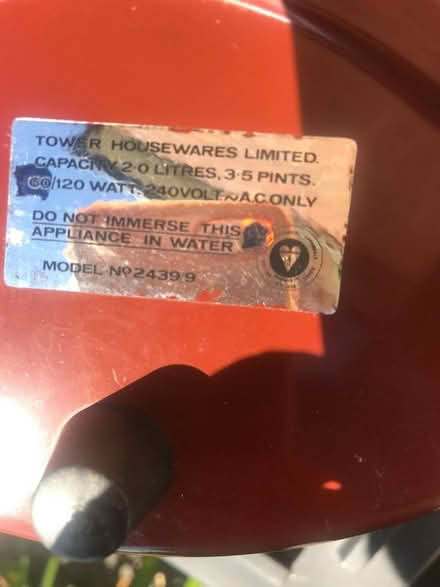 TOWER HOUSEWARES LIMITED.
CAPACITY 2·0 LITRES, 3·5 PINTS.
60/120 WATT, 240VOLT~A.C.ONLY
DO NOT IMMERSE THIS
APPLIANCE IN WATER
MODEL Nº 2439/9